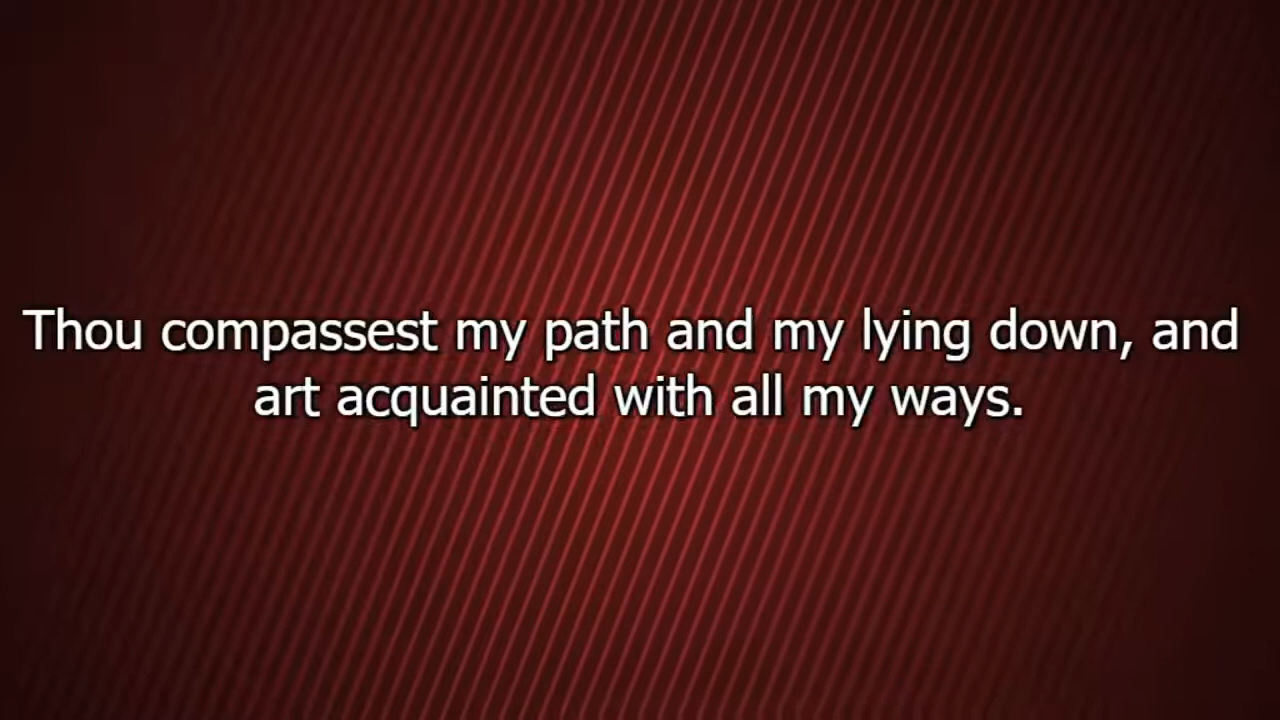 Thou compassest my path and my lying down, and
art acquainted with all my ways.